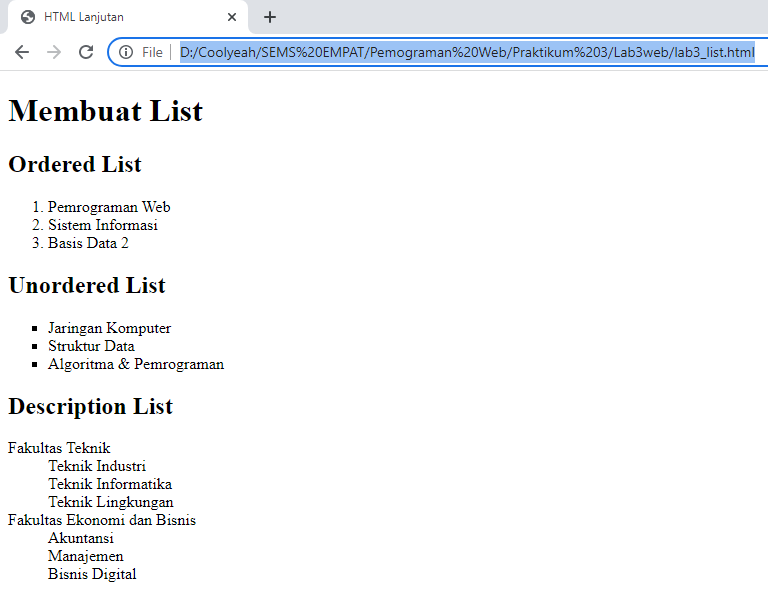 HTML Lanjutan
File D:/Coolyeah/SEMS%20EMPAT/Pemograman%20Web/Praktikum%203/Lab3web/lab3_list.html
Membuat List
Ordered List
1. Pemrograman Web
2. Sistem Informasi
3. Basis Data 2
Unordered List
▪ Jaringan Komputer
▪ Struktur Data
▪ Algoritma & Pemrograman
Description List
Fakultas Teknik
Teknik Industri
Teknik Informatika
Teknik Lingkungan
Fakultas Ekonomi dan Bisnis
Akuntansi
Manajemen
Bisnis Digital